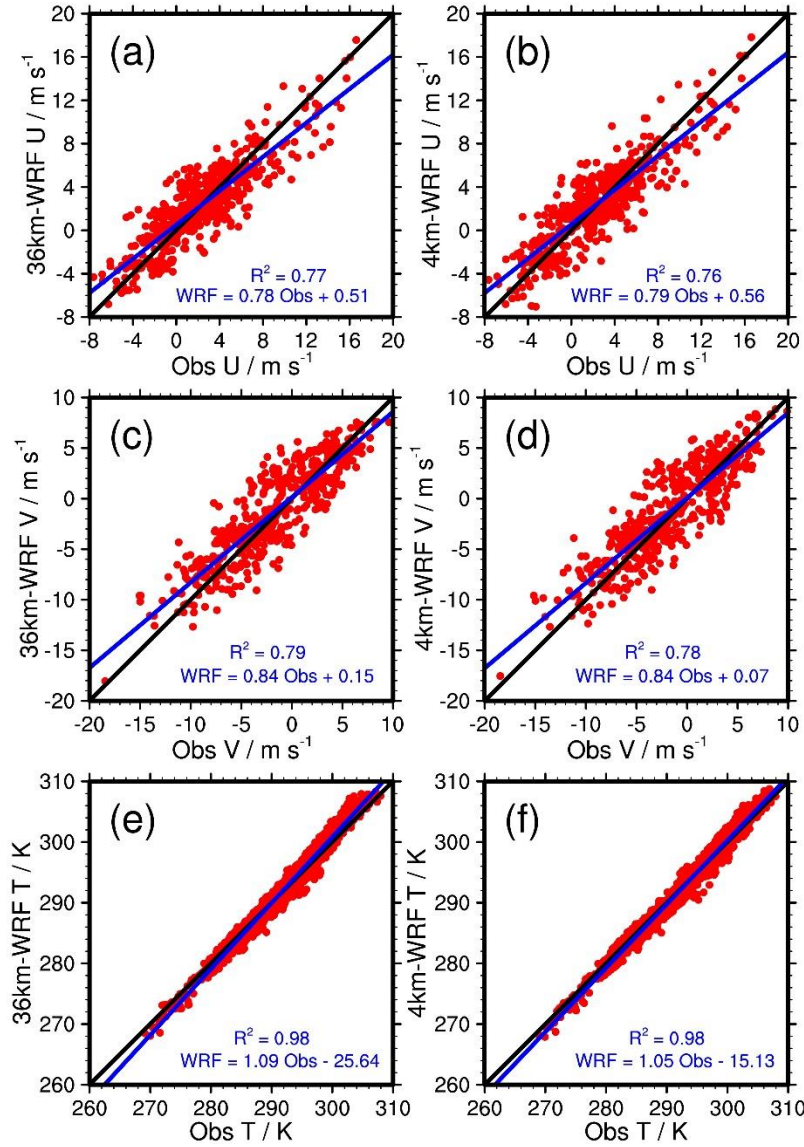 20
16
12
8
4
0
-4
-8
36km-WRF U / m s⁻¹
(a)
R² = 0.77
WRF = 0.78 Obs + 0.51
-8 -4 0 4 8 12 16 20
Obs U / m s⁻¹
20
16
12
8
4
0
-4
-8
4km-WRF U / m s⁻¹
(b)
R² = 0.76
WRF = 0.79 Obs + 0.56
-8 -4 0 4 8 12 16 20
Obs U / m s⁻¹
10
5
0
-5
-10
-15
-20
36km-WRF V / m s⁻¹
(c)
R² = 0.79
WRF = 0.84 Obs + 0.15
-20 -15 -10 -5 0 5 10
Obs V / m s⁻¹
10
5
0
-5
-10
-15
-20
4km-WRF V / m s⁻¹
(d)
R² = 0.78
WRF = 0.84 Obs + 0.07
-20 -15 -10 -5 0 5 10
Obs V / m s⁻¹
310
300
290
280
270
260
36km-WRF T / K
(e)
R² = 0.98
WRF = 1.09 Obs - 25.64
260 270 280 290 300 310
Obs T / K
310
300
290
280
270
260
4km-WRF T / K
(f)
R² = 0.98
WRF = 1.05 Obs - 15.13
260 270 280 290 300 310
Obs T / K